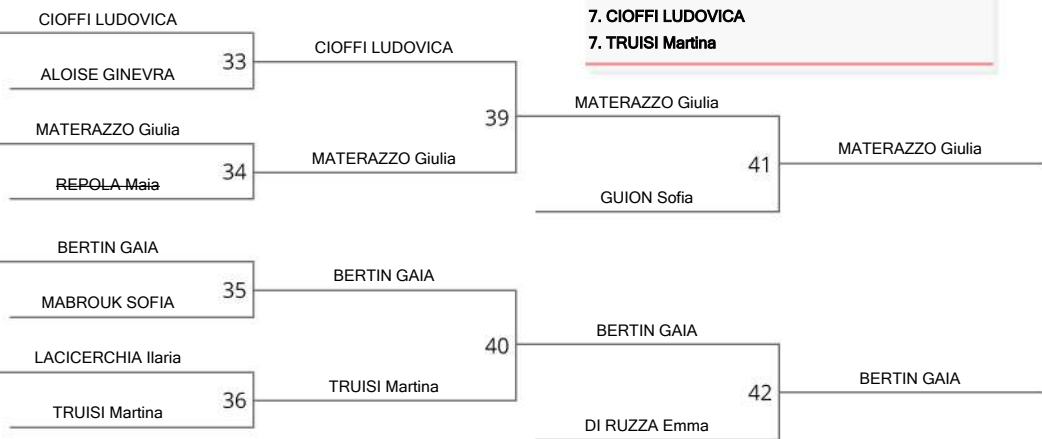 7. CIOFFI LUDOVICA
7. TRUISI Martina
CIOFFI LUDOVICA
ALOISE GINEVRA
33
CIOFFI LUDOVICA
MATERAZZO Giulia
REPOLA Maia
34
MATERAZZO Giulia
39
MATERAZZO Giulia
GUION Sofia
41
MATERAZZO Giulia
BERTIN GAIA
MABROUK SOFIA
35
BERTIN GAIA
LACICERCHIA Ilaria
TRUISI Martina
36
TRUISI Martina
40
BERTIN GAIA
DI RUZZA Emma
42
BERTIN GAIA